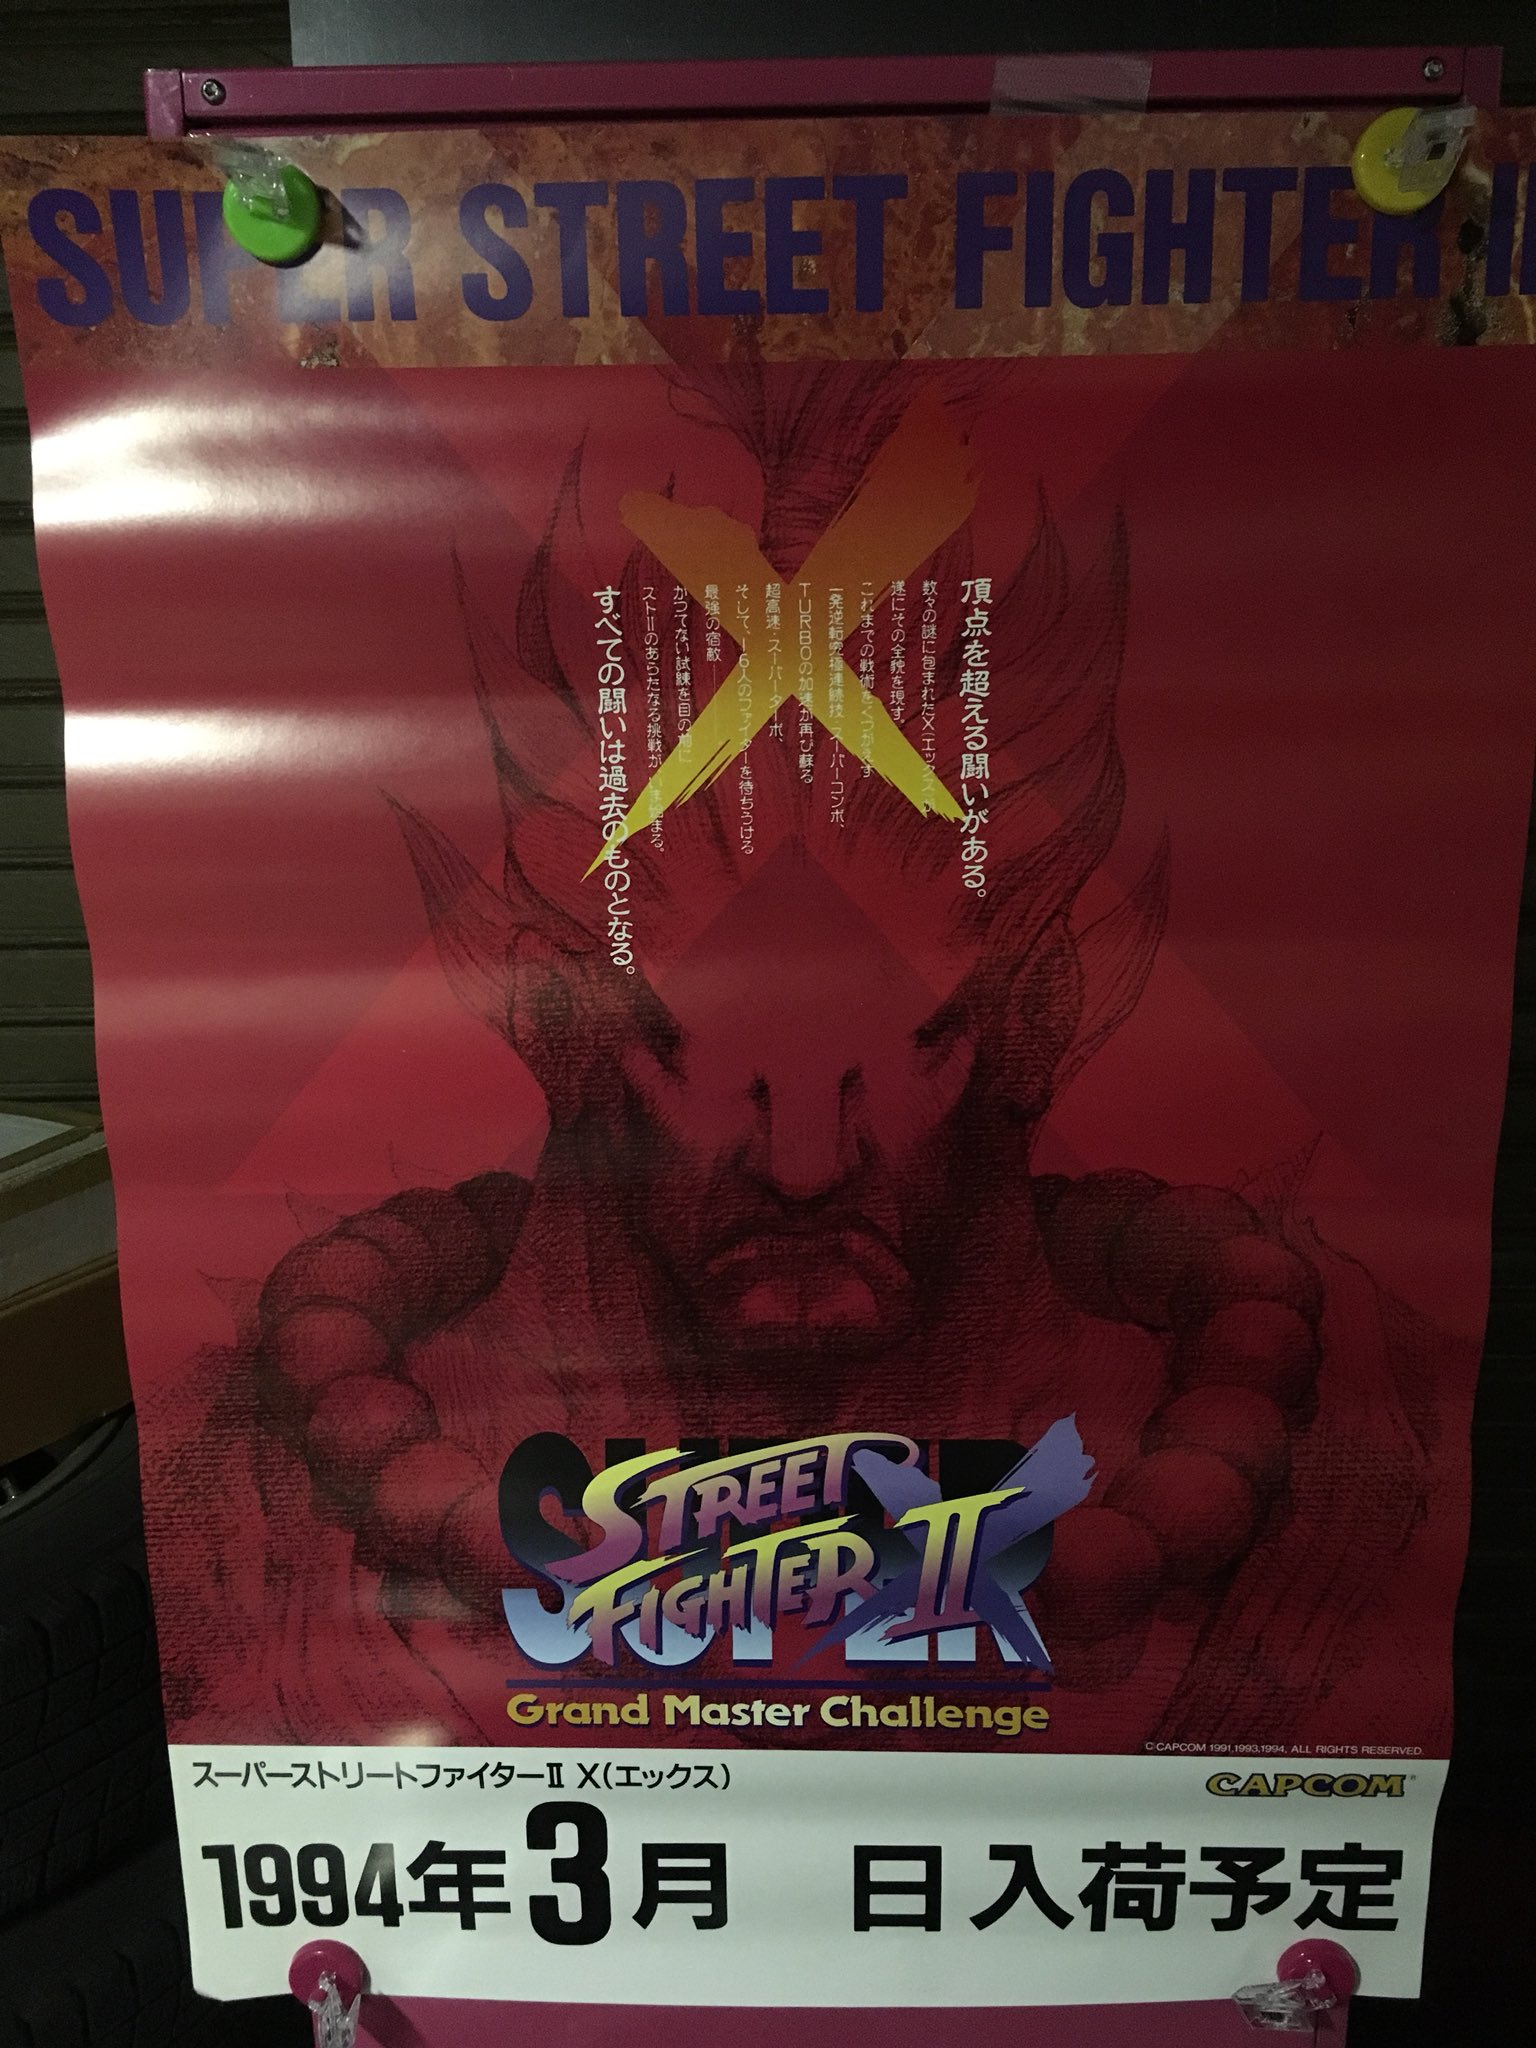 SUPER STREET FIGHTER II
頂点を超える闘いがある。
数々の謎に包まれたX(エックス)が
遂にその全貌を現す。
これまでの戦術をくつがえす
一発逆転究極連続技・スーパーコンボ、
TURBOの加速が再び蘇る
超高速・スーパーターボ、
そして、16人のファイターを待ちうける
最強の宿敵
かつてない試練を目の前に
ストIIのあらたなる挑戦が、いま始まる。
すべての闘いは過去のものとなる。
SUPER
STREET
FIGHTER II X
Grand Master Challenge
© CAPCOM 1991,1993,1994, ALL RIGHTS RESERVED.
スーパーストリートファイターII X(エックス)
CAPCOM
1994年3月 日入荷予定